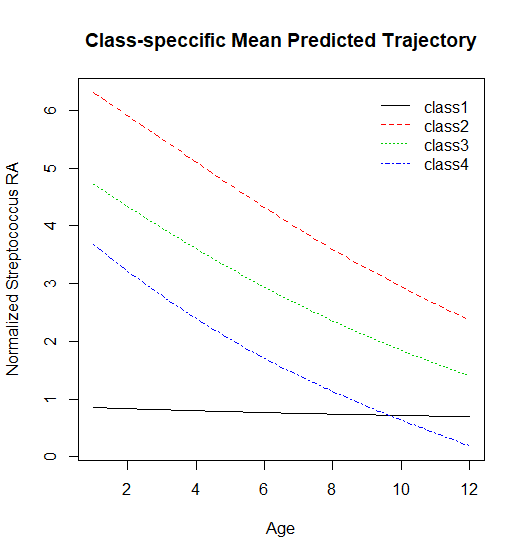 Class-speccific Mean Predicted Trajectory
class1
class2
class3
class4
Normalized Streptococcus RA
6
5
4
3
2
1
0
2 4 6 8 10 12
Age